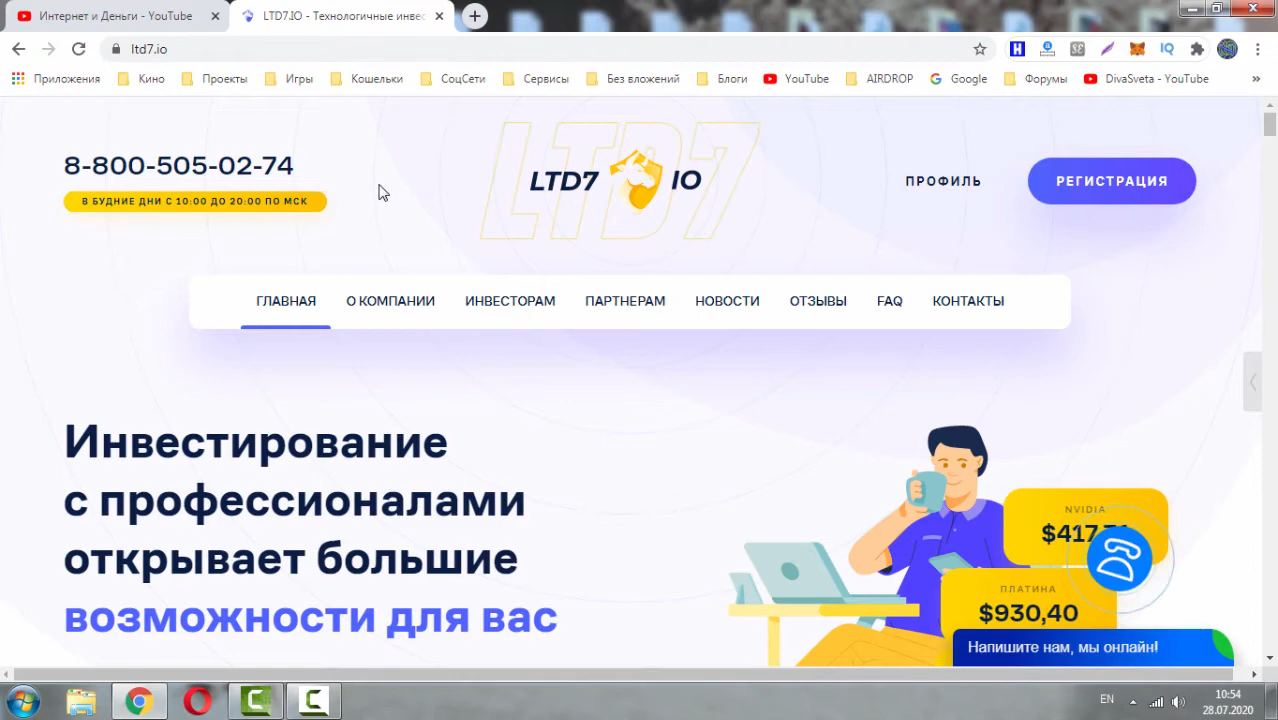 Интернет и Деньги - YouTube
LTD7.IO - Технологичные инвес
ltd7.io
Приложения
Кино
Проекты
Игры
Кошельки
СоцСети
Сервисы
Без вложений
Блоги
YouTube
AIRDROP
Google
Форумы
DivaSveta - YouTube
8-800-505-02-74
В БУДНИЕ ДНИ С 10:00 ДО 20:00 ПО МСК
LTD7
LTD7 IO
ПРОФИЛЬ
РЕГИСТРАЦИЯ
ГЛАВНАЯ
О КОМПАНИИ
ИНВЕСТОРАМ
ПАРТНЕРАМ
НОВОСТИ
ОТЗЫВЫ
FAQ
КОНТАКТЫ
Инвестирование
с профессионалами
открывает большие
возможности для вас
NVIDIA
$417
ПЛАТИНА
$930,40
Напишите нам, мы онлайн!
EN
10:54
28.07.2020